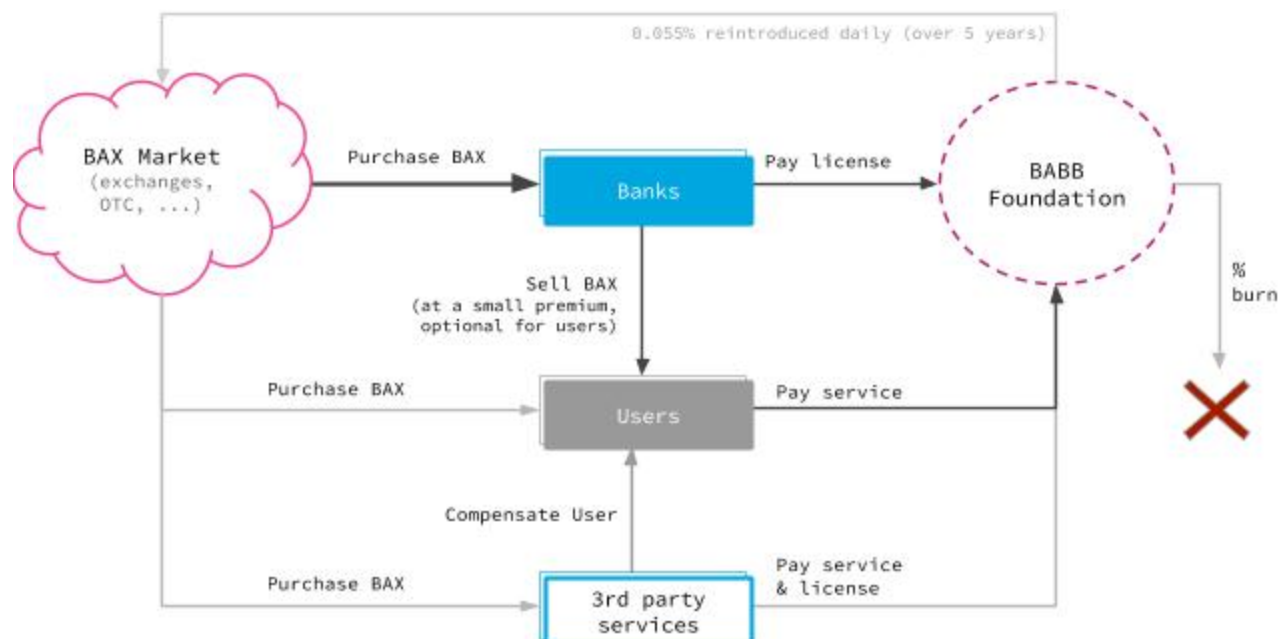 0.055% reintroduced daily (over 5 years)
BAX Market
(exchanges,
OTC, ...)
Purchase BAX
Banks
Pay license
BABB
Foundation
%
burn
Sell BAX
(at a small premium,
optional for users)
Purchase BAX
Users
Pay service
Compensate User
Purchase BAX
3rd party
services
Pay service
& license